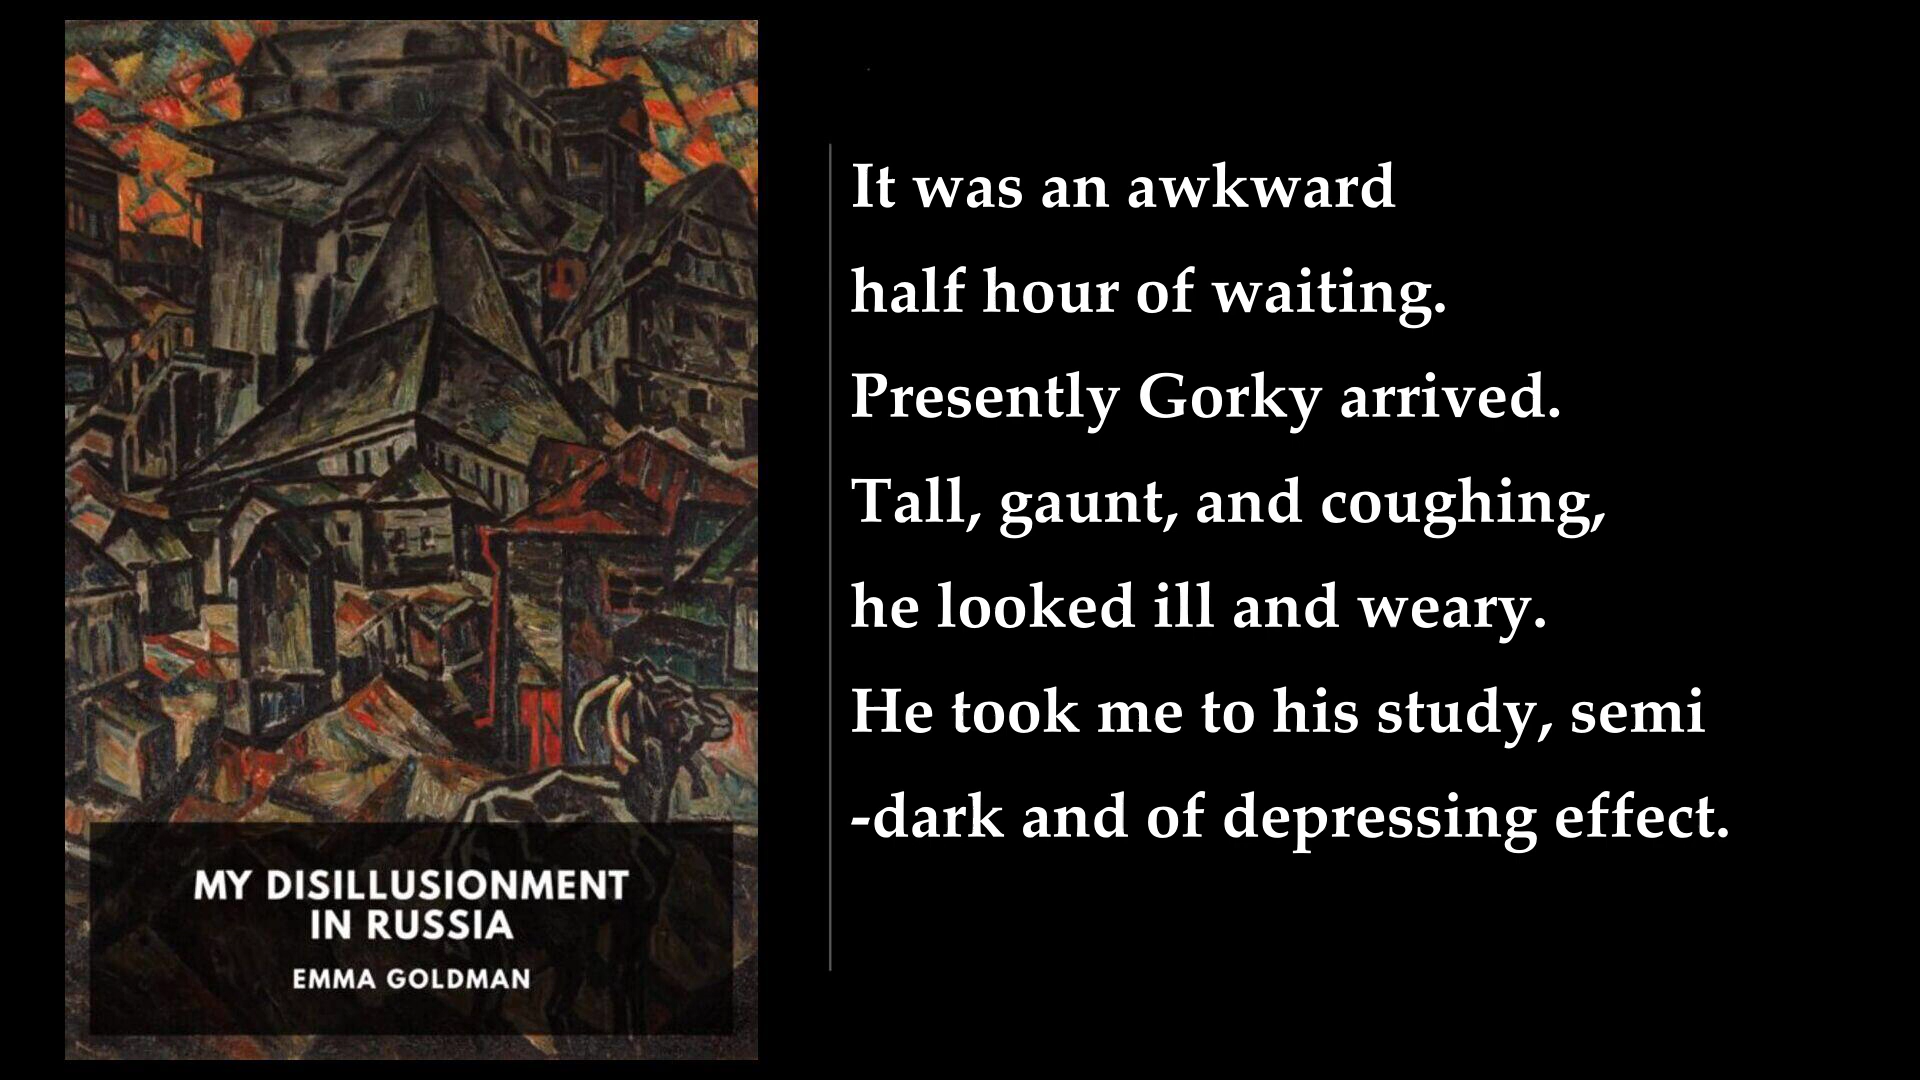 MY DISILLUSIONMENT
IN RUSSIA
EMMA GOLDMAN
It was an awkward
half hour of waiting.
Presently Gorky arrived.
Tall, gaunt, and coughing,
he looked ill and weary.
He took me to his study, semi
-dark and of depressing effect.